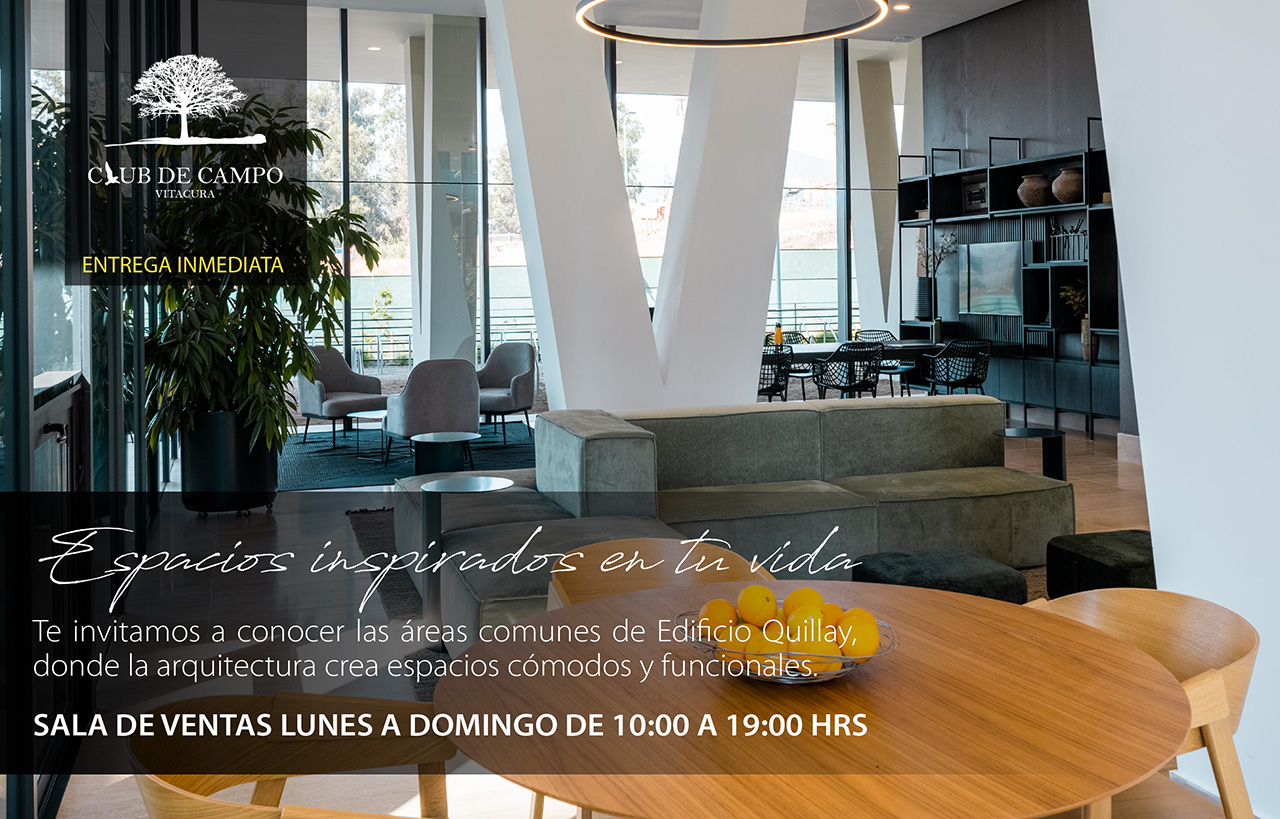 CLUB DE CAMPO
VITACURA
ENTREGA INMEDIATA
Espacios inspirados en tu vida
Te invitamos a conocer las áreas comunes de Edificio Quillay,
donde la arquitectura crea espacios cómodos y funcionales.
SALA DE VENTAS LUNES A DOMINGO DE 10:00 A 19:00 HRS